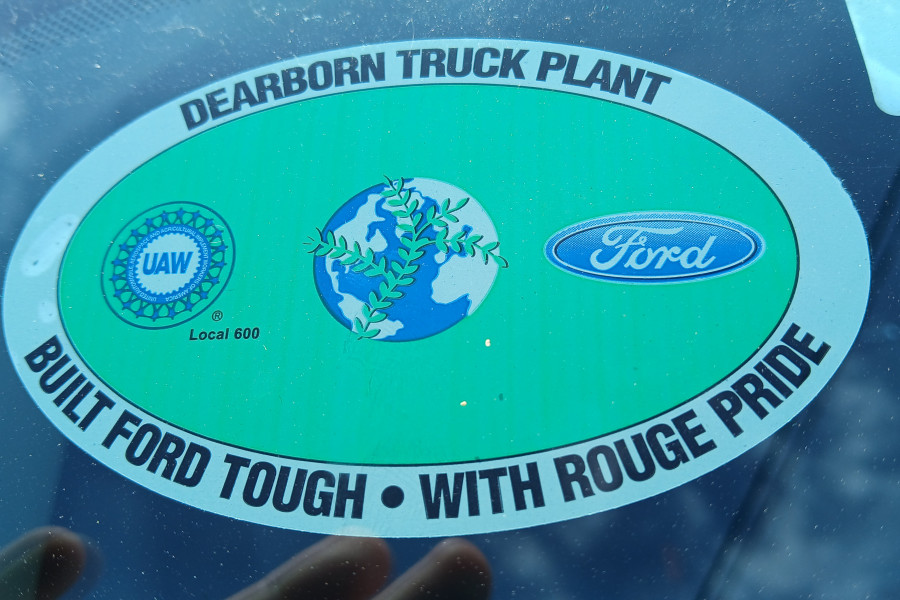 DEARBORN TRUCK PLANT
UAW
®
Local 600
Ford
BUILT FORD TOUGH • WITH ROUGE PRIDE